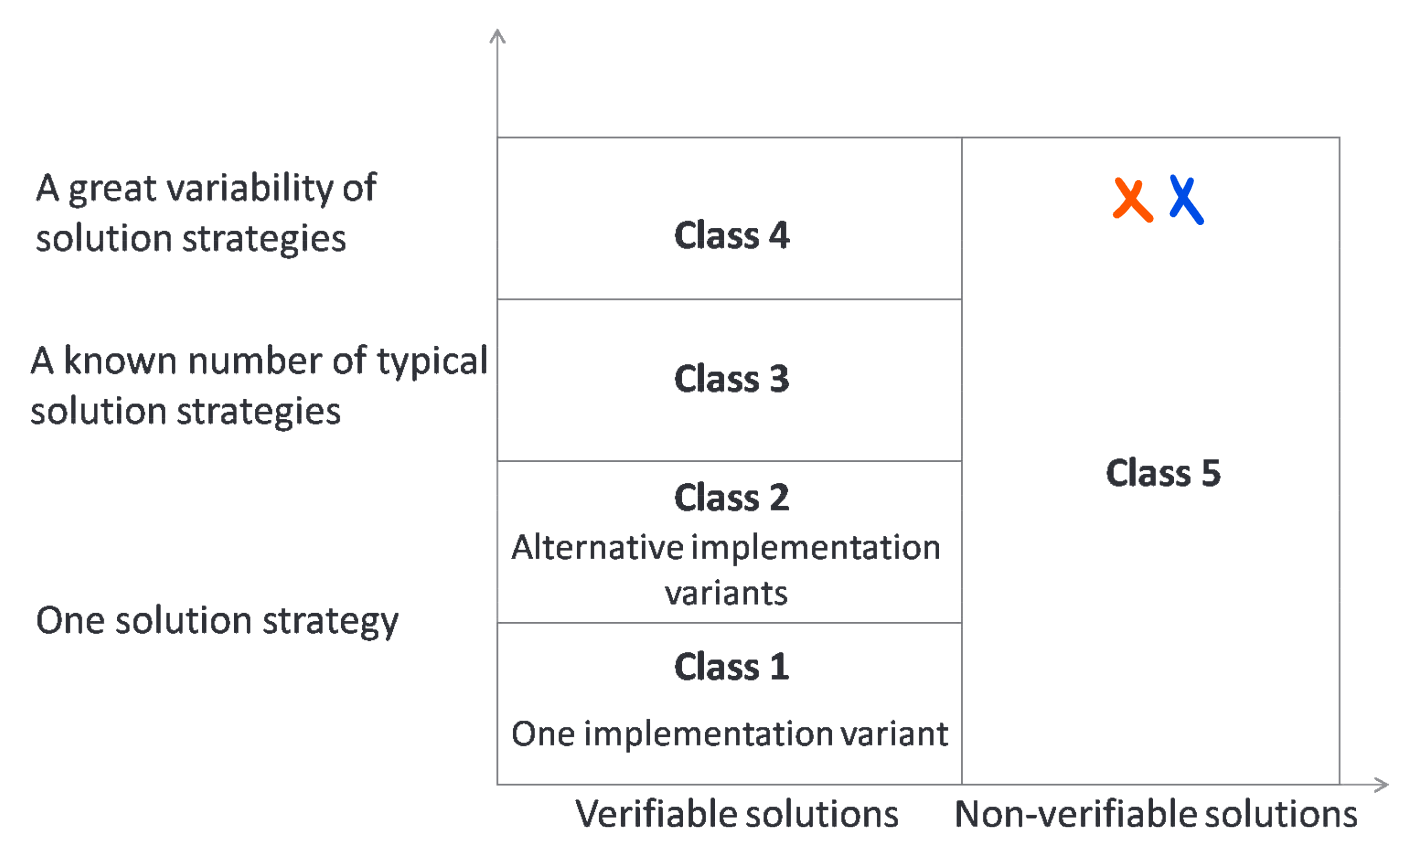 A great variability of
solution strategies
Class 4
A known number of typical
solution strategies
Class 3
Class 5
Class 2
Alternative implementation
variants
One solution strategy
Class 1
One implementation variant
Verifiable solutions
Non-verifiable solutions